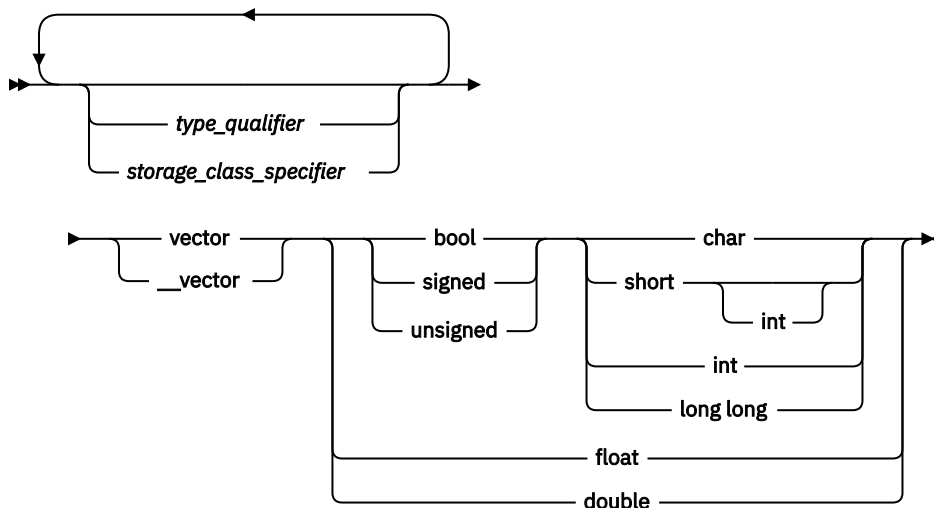 type_qualifier
storage_class_specifier
vector bool char
__vector signed short
unsigned int
int
long long
float
double